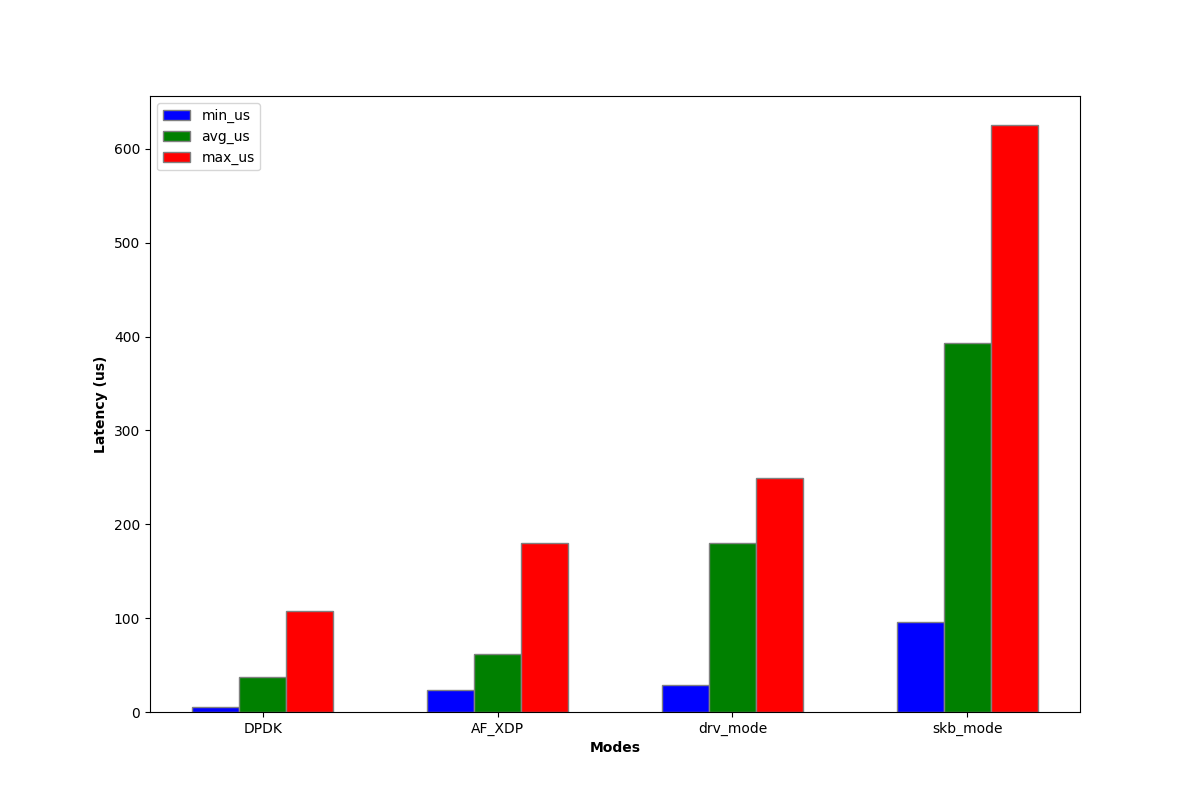 min_us
avg_us
max_us
600
500
400
300
200
100
0
Latency (us)
DPDK
AF_XDP
drv_mode
skb_mode
Modes